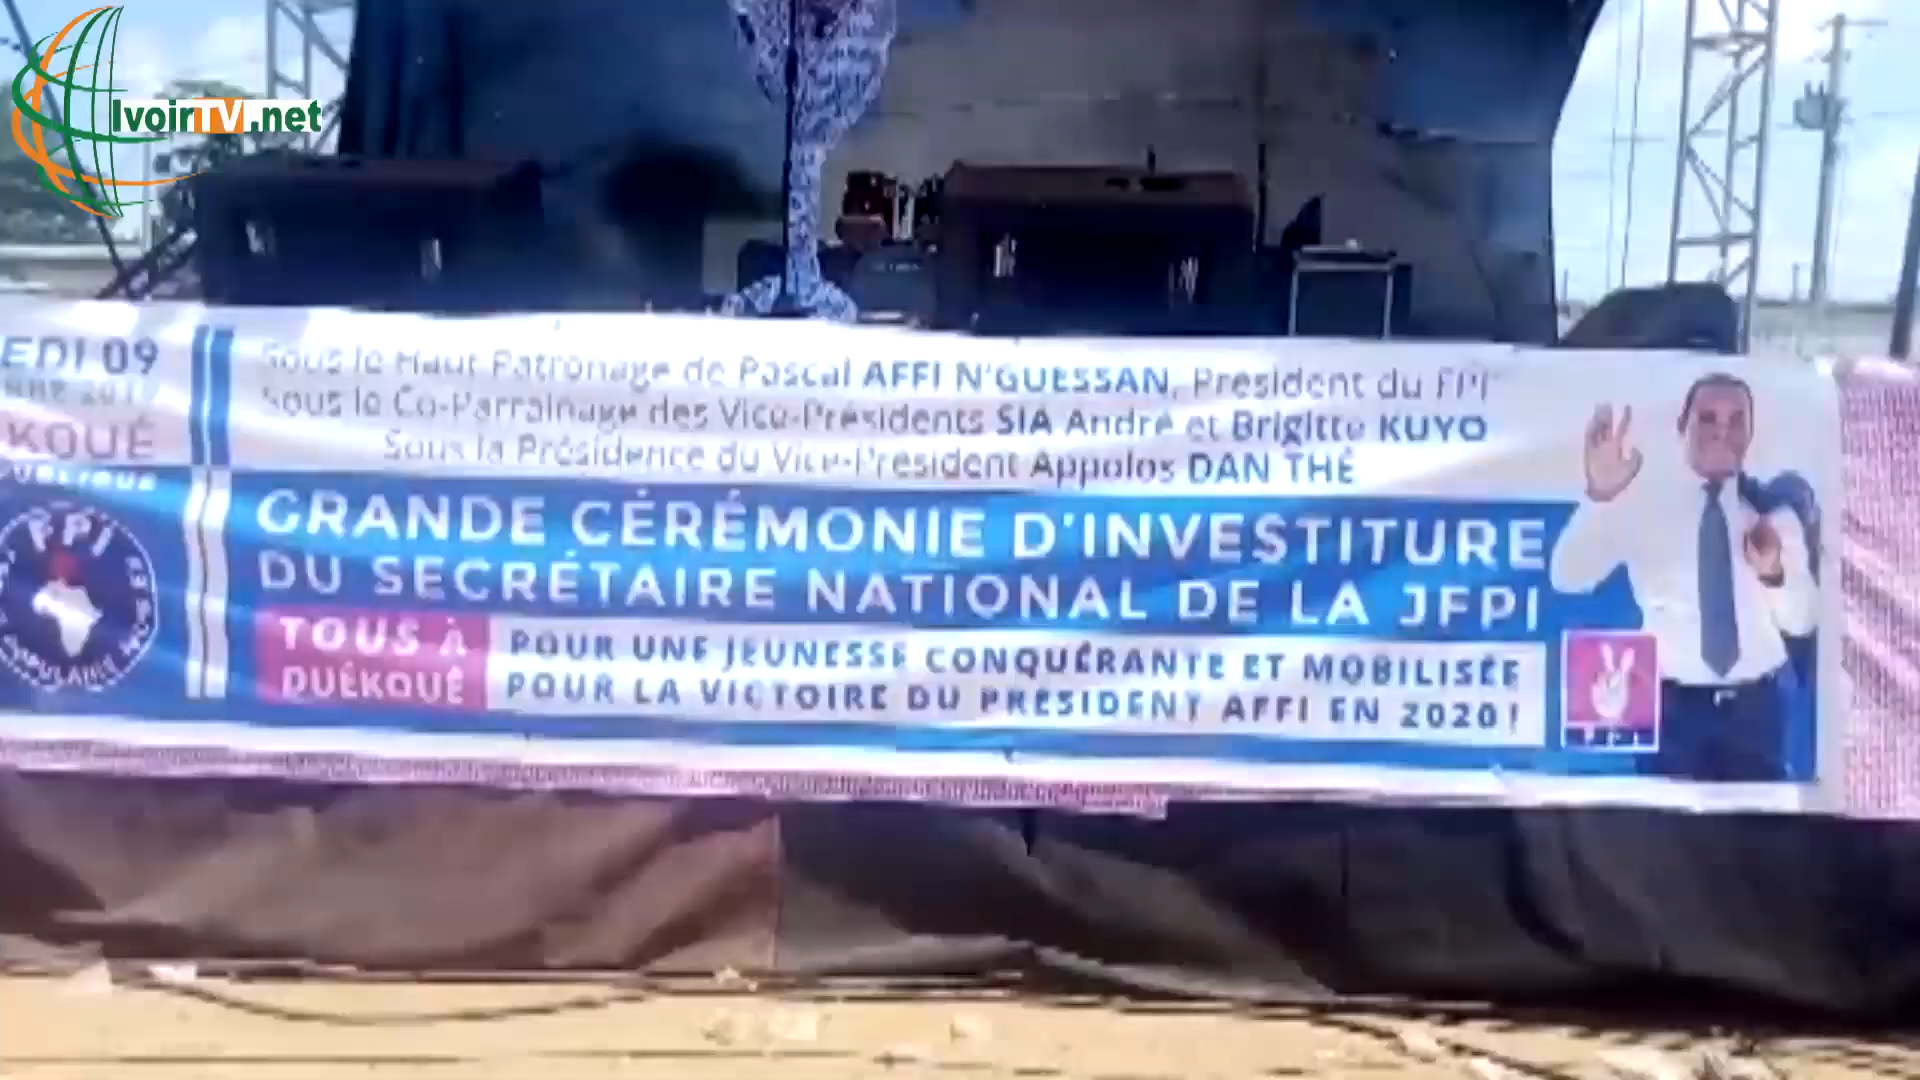 IvoirTV.net
EDI 09
KOUÉ
Sous le Haut Patronage de Pascal AFFI N'GUESSAN, Président du FPI
Sous le Co-Parrainage des Vice-Présidents SIA André et Brigitte KUYO
Sous la Présidence du Vice-Président Appolos DAN THÉ
FPI
GRANDE CÉRÉMONIE D'INVESTITURE
DU SECRÉTAIRE NATIONAL DE LA JFPI
TOUS À
DUÉKOUÉ
POUR UNE JEUNESSE CONQUÉRANTE ET MOBILISÉE
POUR LA VICTOIRE DU PRÉSIDENT AFFI EN 2020 !
FPI